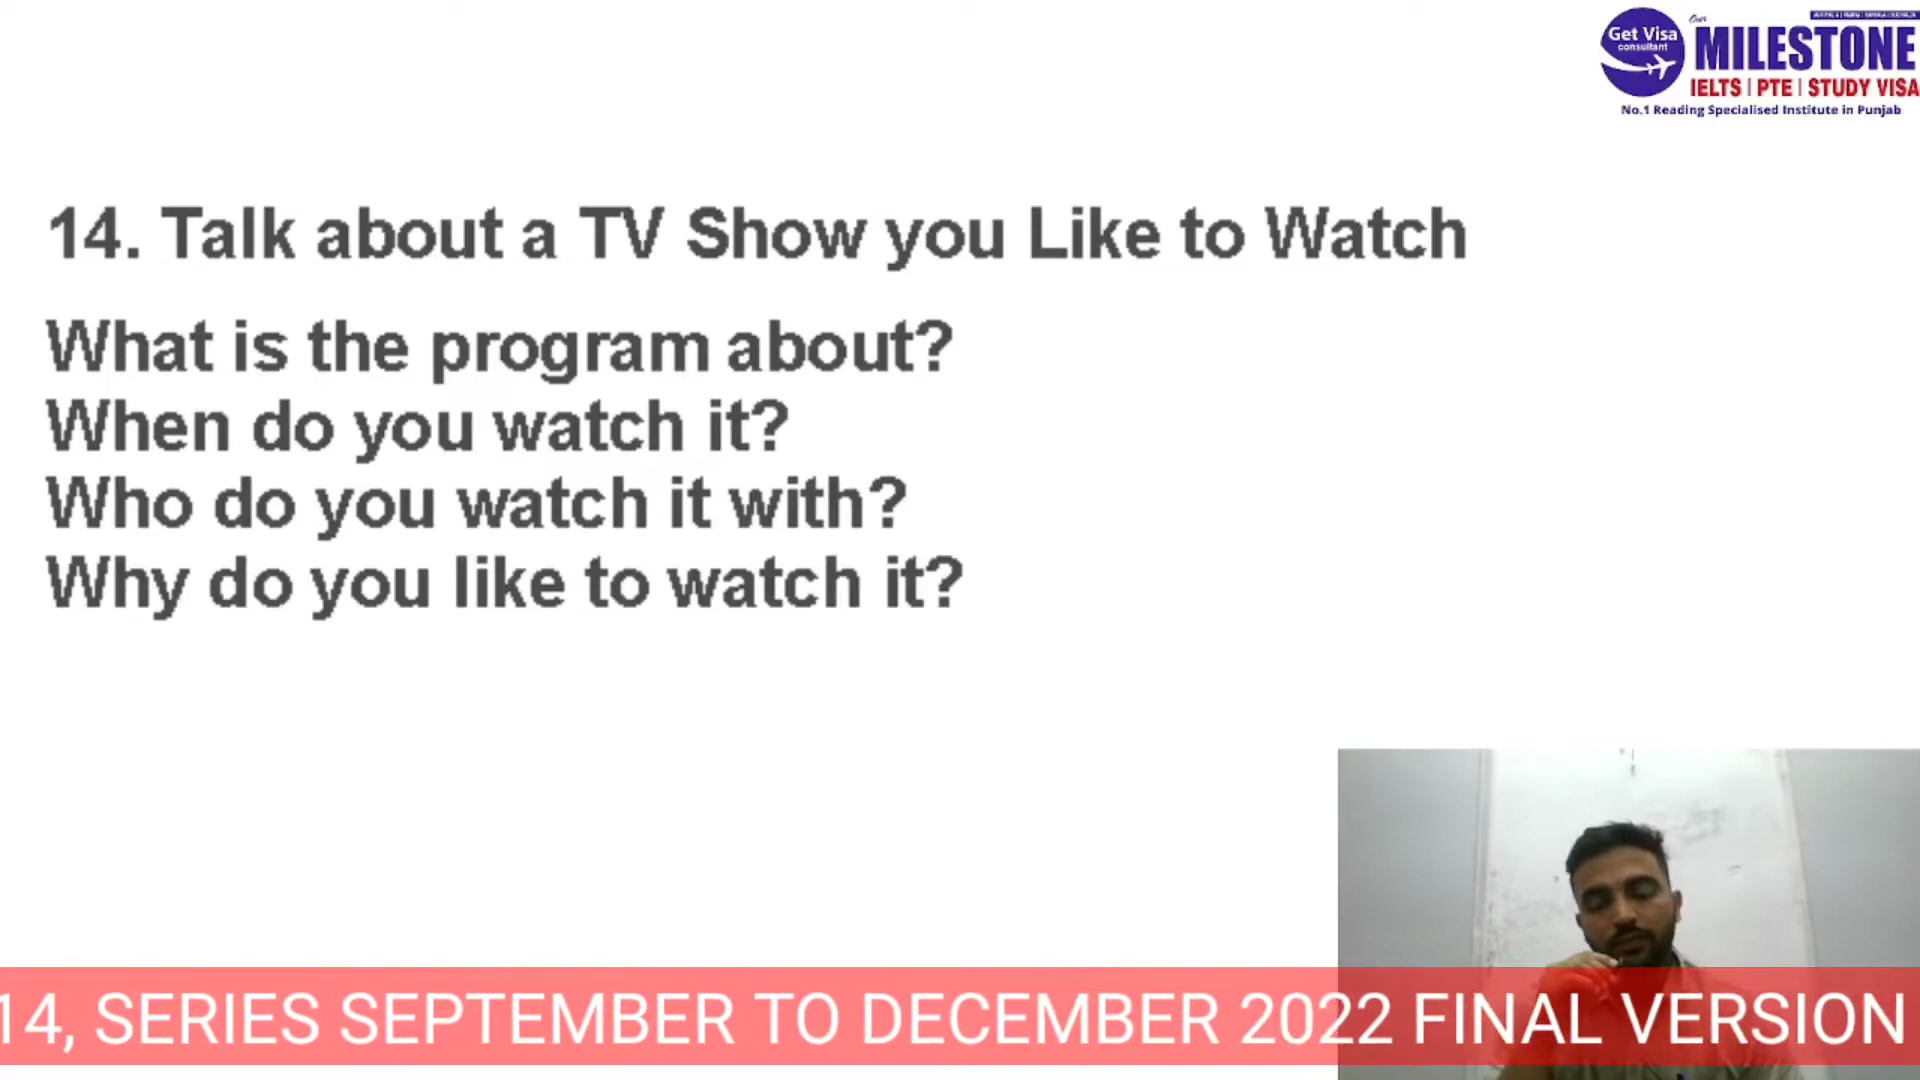 Get Visa
consultant
Our
MILESTONE
IELTS | PTE | STUDY VISA
No.1 Reading Specialised Institute in Punjab
14. Talk about a TV Show you Like to Watch
What is the program about?
When do you watch it?
Who do you watch it with?
Why do you like to watch it?
14, SERIES SEPTEMBER TO DECEMBER 2022 FINAL VERSION